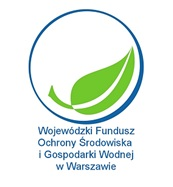 Wojewódzki Fundusz
Ochrony Środowiska
i Gospodarki Wodnej
w Warszawie